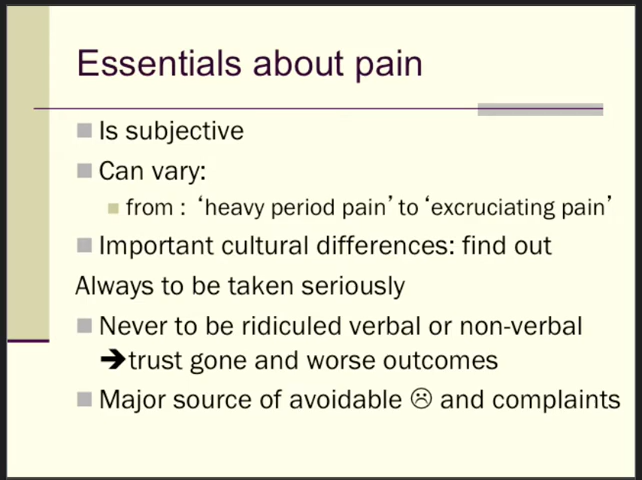 Essentials about pain
Is subjective
Can vary:
from : ‘heavy period pain’ to ‘excruciating pain’
Important cultural differences: find out
Always to be taken seriously
Never to be ridiculed verbal or non-verbal
➔trust gone and worse outcomes
Major source of avoidable ☹ and complaints